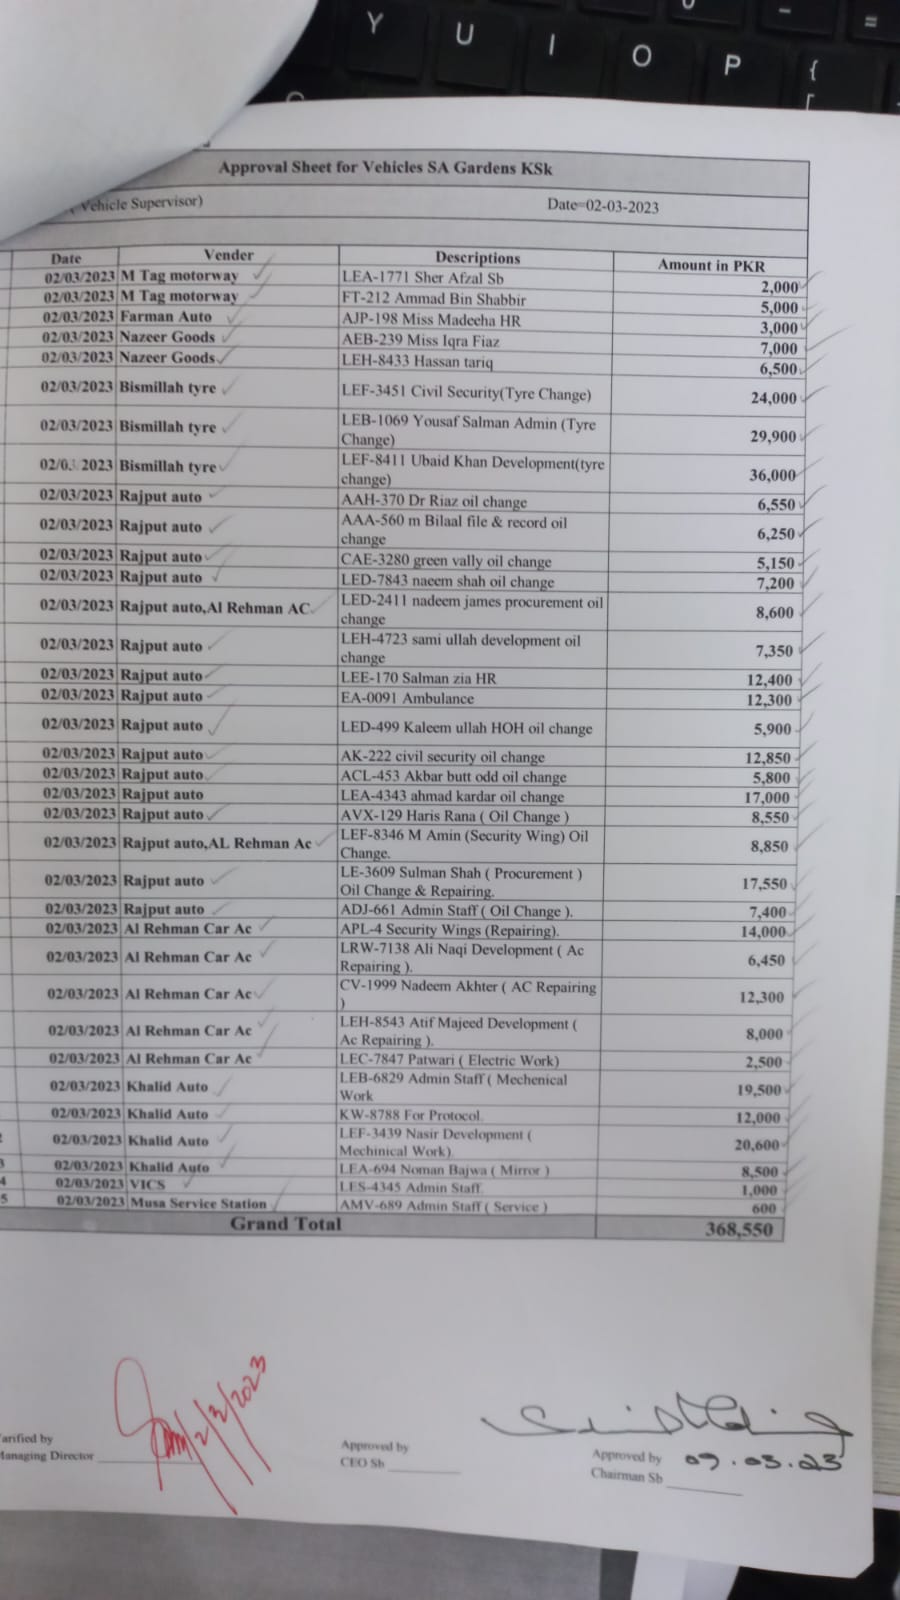 Y U I O P { [ - =
Approval Sheet for Vehicles SA Gardens KSk
Vehicle Supervisor) Date=02-03-2023
Date Vender Descriptions Amount in PKR
02/03/2023 M Tag motorway LEA-1771 Sher Afzal Sb 2,000
02/03/2023 M Tag motorway FT-212 Ammad Bin Shabbir 5,000
02/03/2023 Farman Auto AJP-198 Miss Madeeha HR 3,000
02/03/2023 Nazeer Goods AEB-239 Miss Iqra Fiaz 7,000
02/03/2023 Nazeer Goods LEH-8433 Hassan tariq 6,500
02/03/2023 Bismillah tyre LEF-3451 Civil Security(Tyre Change) 24,000
02/03/2023 Bismillah tyre LEB-1069 Yousaf Salman Admin (Tyre
Change) 29,900
02/0 2023 Bismillah tyre LEF-8411 Ubaid Khan Development(tyre
change) 36,000
02/03/2023 Rajput auto AAH-370 Dr Riaz oil change 6,550
02/03/2023 Rajput auto AAA-560 m Bilaal file & record oil
change 6,250
02/03/2023 Rajput auto CAE-3280 green vally oil change 5,150
02/03/2023 Rajput auto LED-7843 naeem shah oil change 7,200
02/03/2023 Rajput auto,Al Rehman AC LED-2411 nadeem james procurement oil
change 8,600
02/03/2023 Rajput auto LEH-4723 sami ullah development oil
change 7,350
02/03/2023 Rajput auto LEE-170 Salman zia HR 12,400
02/03/2023 Rajput auto EA-0091 Ambulance 12,300
02/03/2023 Rajput auto LED-499 Kaleem ullah HOH oil change 5,900
02/03/2023 Rajput auto AK-222 civil security oil change 12,850
02/03/2023 Rajput auto ACL-453 Akbar butt odd oil change 5,800
02/03/2023 Rajput auto LEA-4343 ahmad kardar oil change 17,000
02/03/2023 Rajput auto AVX-129 Haris Rana ( Oil Change ) 8,550
02/03/2023 Rajput auto,AL Rehman Ac LEF-8346 M Amin (Security Wing) Oil
Change. 8,850
02/03/2023 Rajput auto LE-3609 Sulman Shah ( Procurement )
Oil Change & Repairing. 17,550
02/03/2023 Rajput auto ADJ-661 Admin Staff ( Oil Change ). 7,400
02/03/2023 Al Rehman Car Ac APL-4 Security Wings (Repairing). 14,000
02/03/2023 Al Rehman Car Ac LRW-7138 Ali Naqi Development ( Ac
Repairing ). 6,450
02/03/2023 Al Rehman Car Ac CV-1999 Nadeem Akhter ( AC Repairing
) 12,300
02/03/2023 Al Rehman Car Ac LEH-8543 Atif Majeed Development (
Ac Repairing ). 8,000
02/03/2023 Al Rehman Car Ac LEC-7847 Patwari ( Electric Work) 2,500
02/03/2023 Khalid Auto LEB-6829 Admin Staff ( Mechenical
Work 19,500
02/03/2023 Khalid Auto KW-8788 For Protocol. 12,000
02/03/2023 Khalid Auto LEF-3439 Nasir Development (
Mechinical Work) 20,600
3 02/03/2023 Khalid Auto LEA-694 Noman Bajwa ( Mirror ) 8,500
4 02/03/2023 VICS LES-4345 Admin Staff. 1,000
5 02/03/2023 Musa Service Station AMV-689 Admin Staff ( Service ) 600
Grand Total 368,550
2/3/2023
arified by
Managing Director
Approved by
CEO Sb
Approved by 09.03.23
Chairman Sb